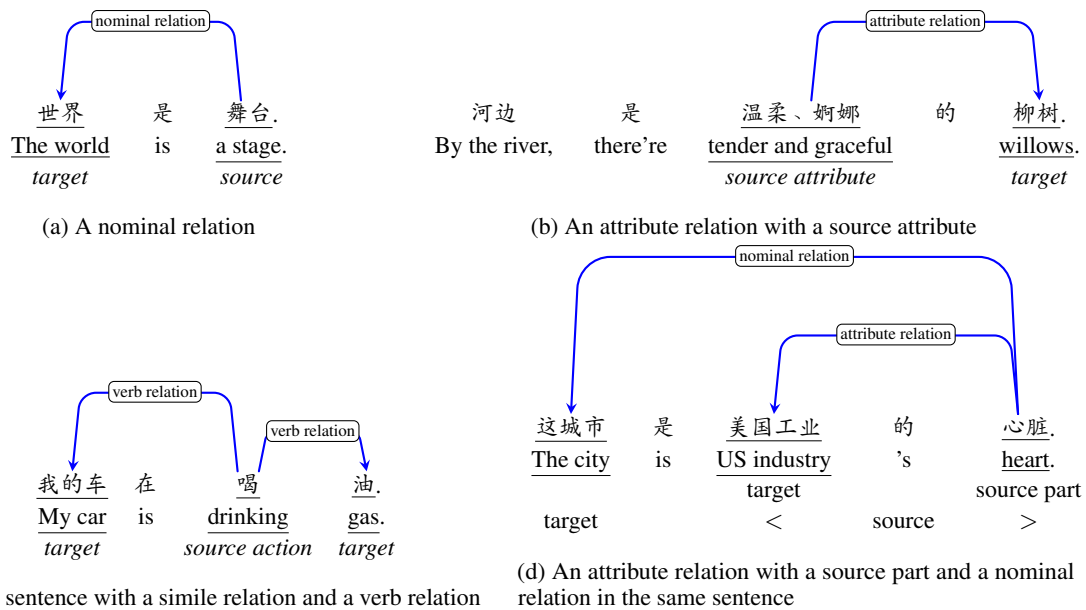 nominal relation
世界 是 舞台.
The world is a stage.
target source
(a) A nominal relation
attribute relation
河边 是 温柔、婀娜 的 柳树.
By the river, there're tender and graceful willows.
source attribute target
(b) An attribute relation with a source attribute
verb relation
verb relation
我的车 在 喝 油.
My car is drinking gas.
target source action target
sentence with a simile relation and a verb relation
nominal relation
attribute relation
这城市 是 美国工业 的 心脏.
The city is US industry 's heart.
target source part
target < source >
(d) An attribute relation with a source part and a nominal
relation in the same sentence